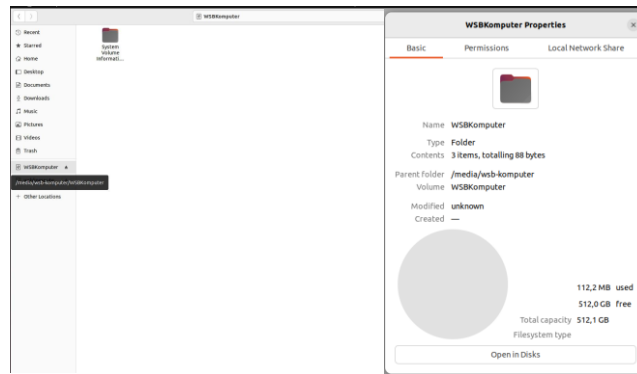 WSBKomputer
Recent
Starred
Home
Desktop
Documents
Downloads
Music
Pictures
Videos
Trash
WSBKomputer
/media/wsb-komputer/WSBKomputer
+ Other Locations
System
Volume
Informati...
WSBKomputer Properties
Basic Permissions Local Network Share
Name WSBKomputer
Type Folder
Contents 3 items, totalling 88 bytes
Parent folder /media/wsb-komputer
Volume WSBKomputer
Modified unknown
Created —
112,2 MB used
512,0 GB free
Total capacity 512,1 GB
Filesystem type
Open in Disks